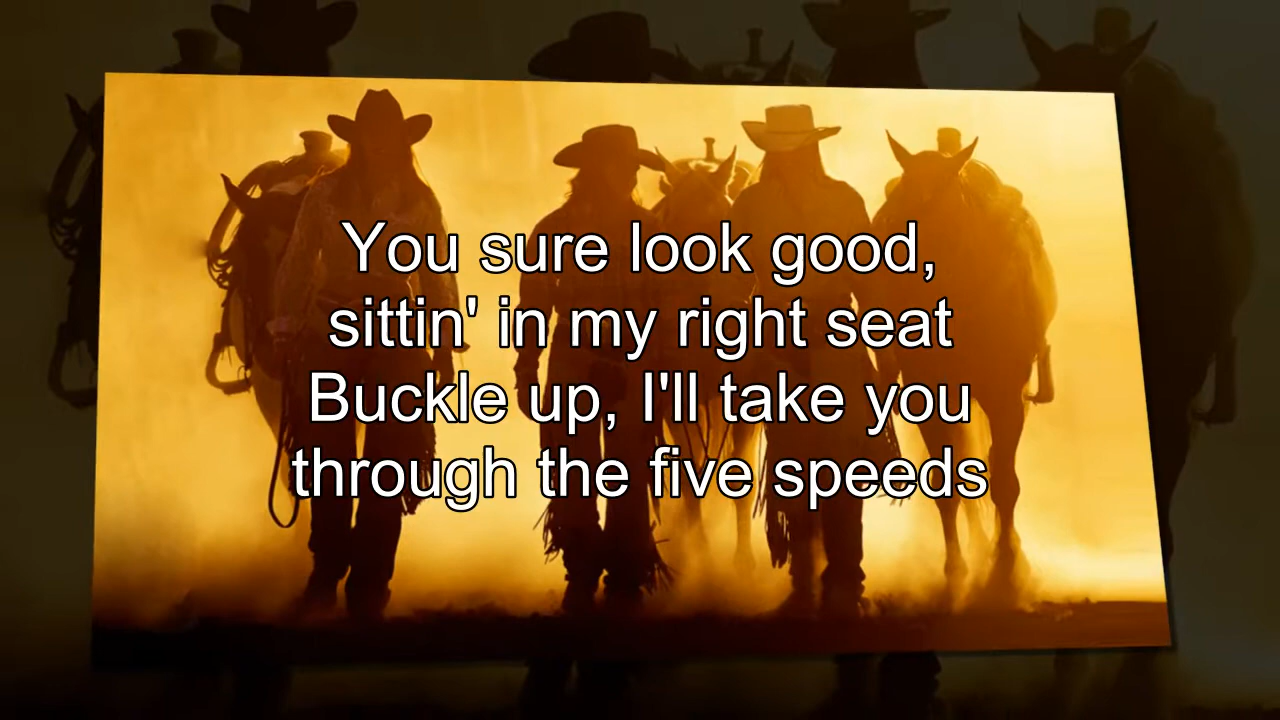 You sure look good,
sittin' in my right seat
Buckle up, I'll take you
through the five speeds